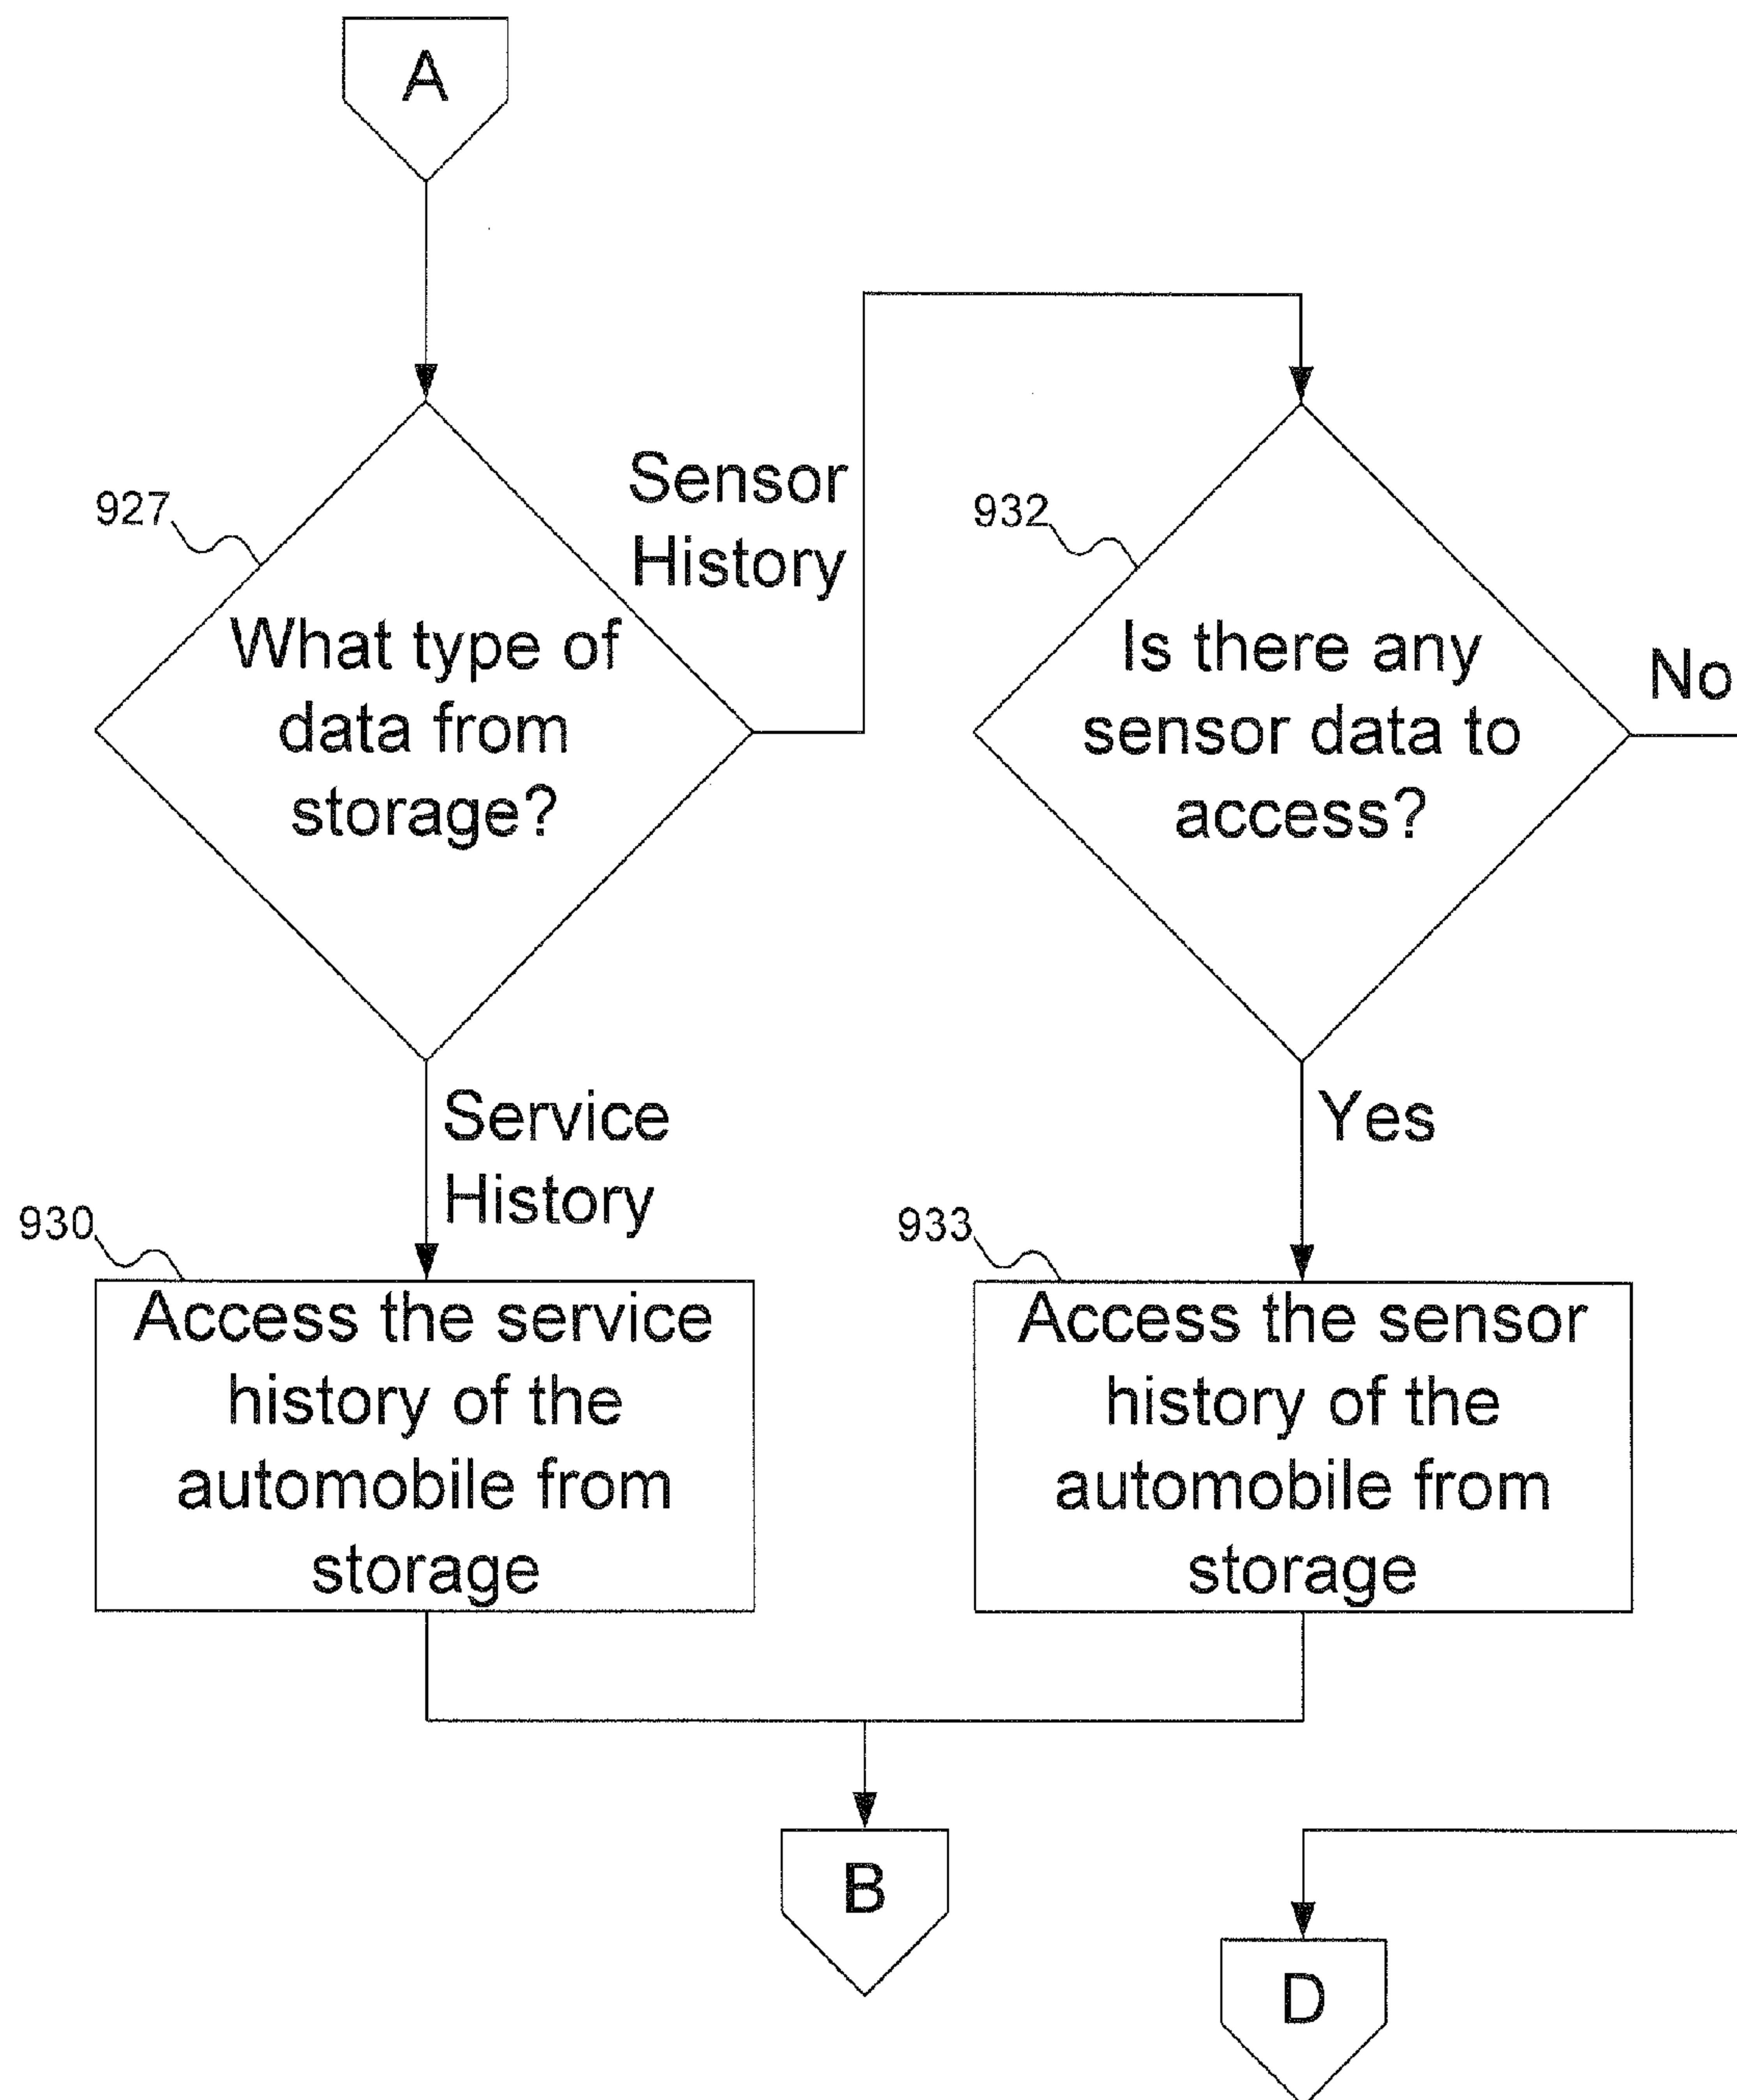 A
Sensor
History
927
932
What type of
data from
storage?
Is there any
sensor data to
access?
No
Service
History
Yes
930
933
Access the service
history of the
automobile from
storage
Access the sensor
history of the
automobile from
storage
B
D